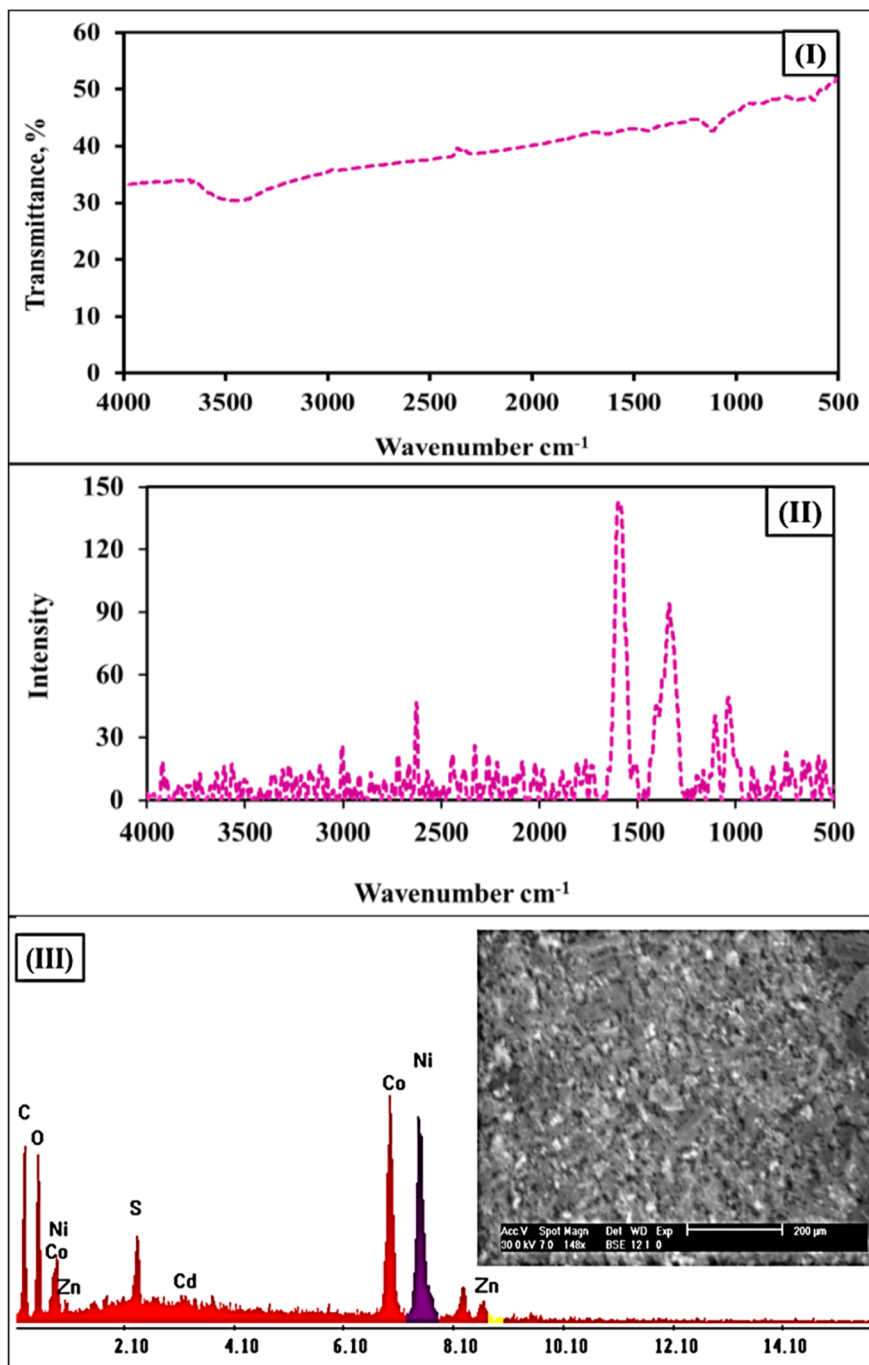 (I)
60
50
40
30
20
10
0
Transmittance, %
4000 3500 3000 2500 2000 1500 1000 500
Wavenumber cm-1
(II)
150
120
90
60
30
0
Intensity
4000 3500 3000 2500 2000 1500 1000 500
Wavenumber cm-1
(III)
C
O
Ni
Co
Zn
S
Cd
Co
Ni
Zn
2.10 4.10 6.10 8.10 10.10 12.10 14.10
Acc.V Spot Magn Det WD Exp 200 µm
30.0 kV 7.0 148x BSE 12.1 0